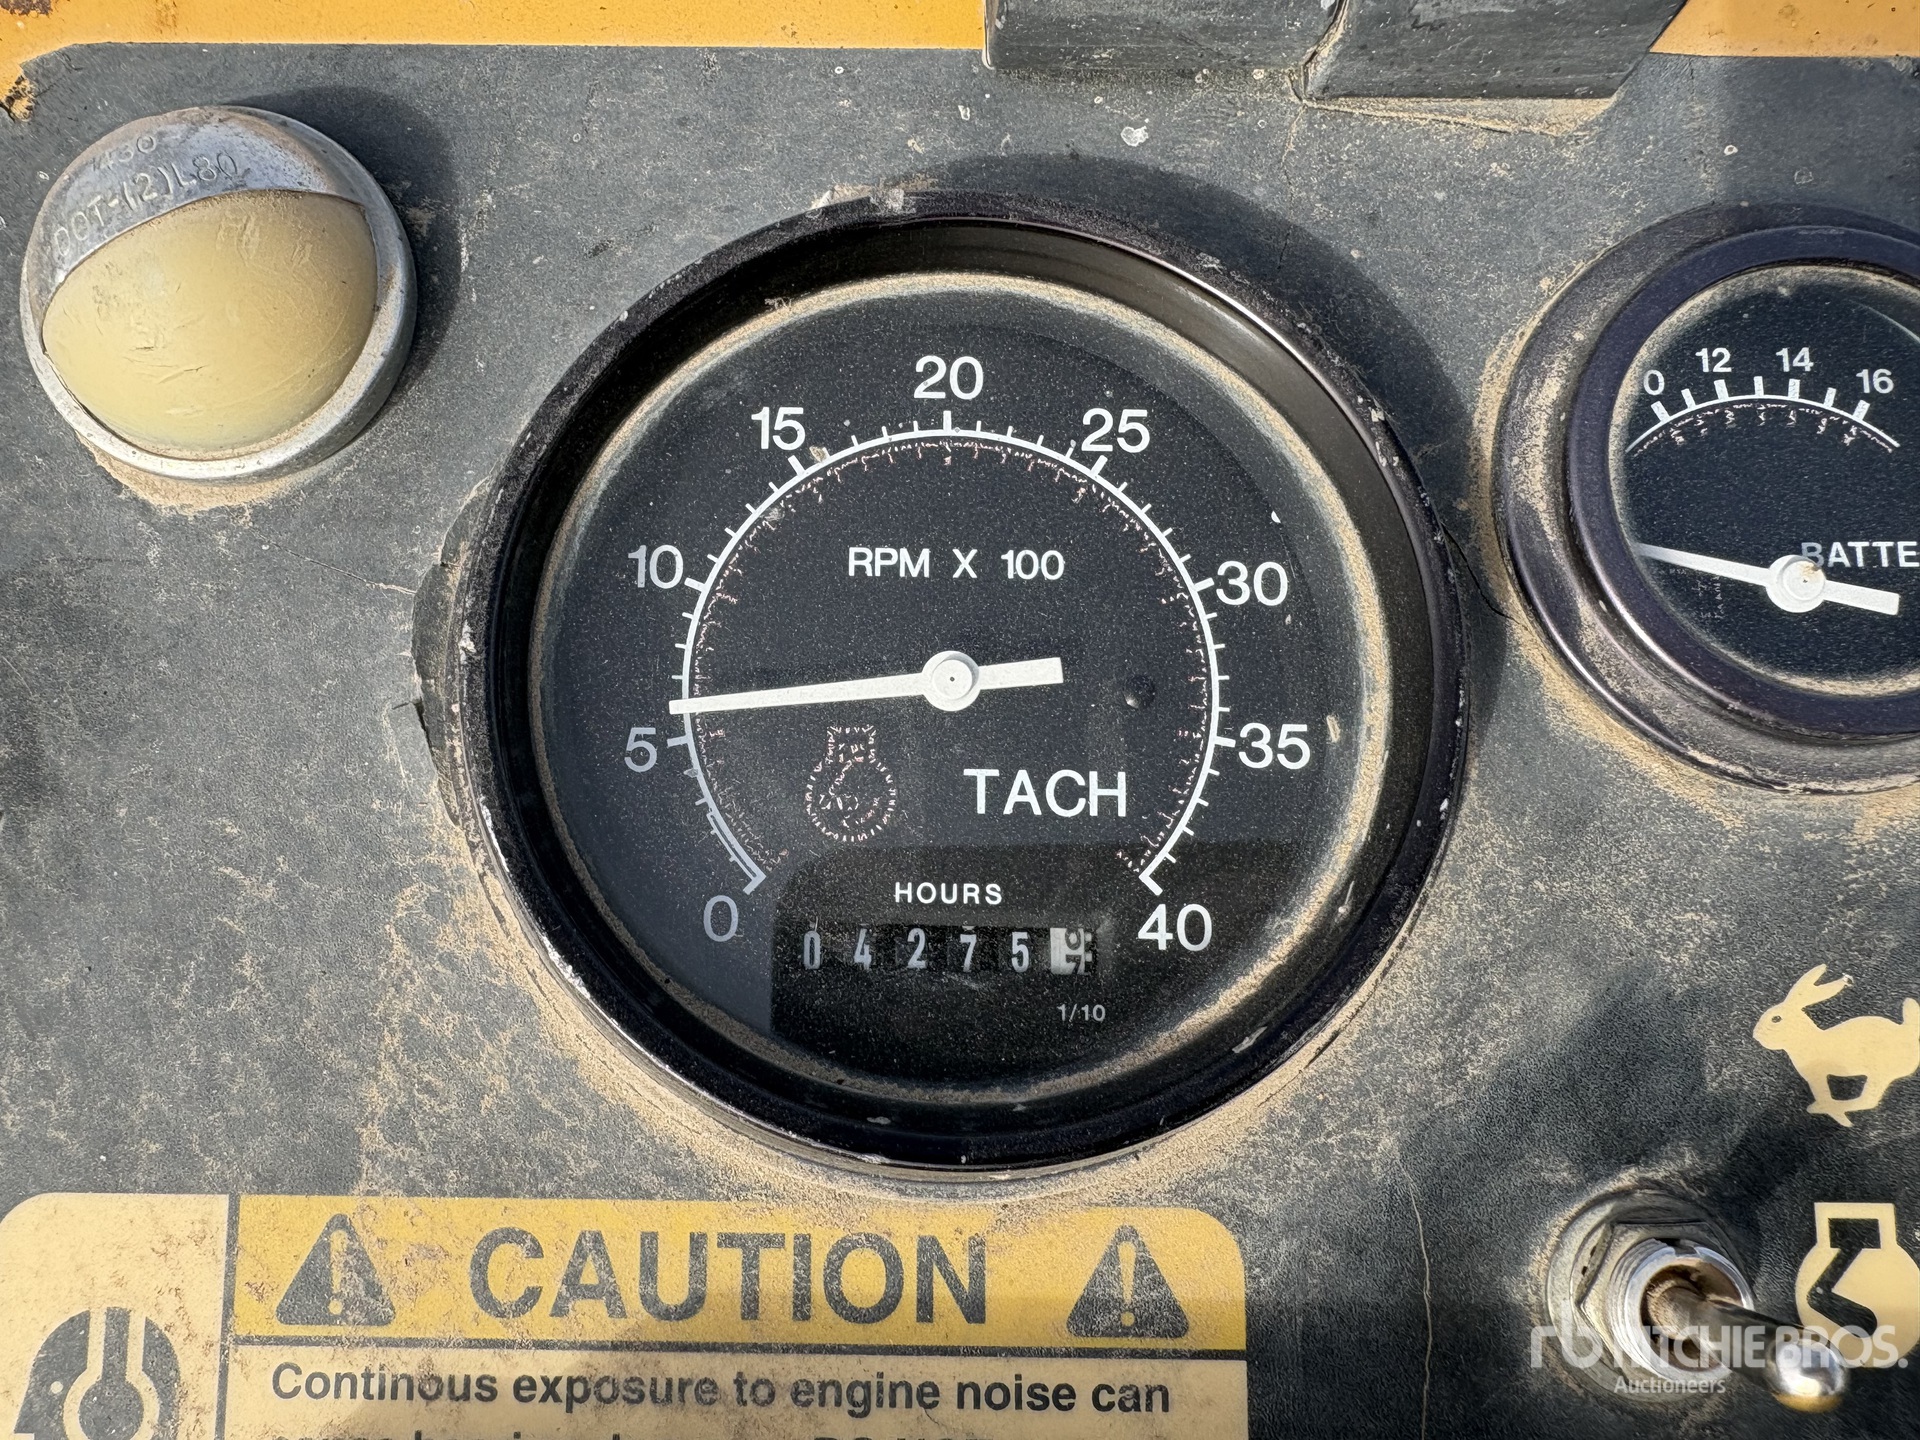 1430
DOT-(2)L80
20
15
25
10
30
RPM X 100
5
35
TACH
0
40
HOURS
0 4 2 7 5
1/10
12
14
16
BATTE
CAUTION
Continous exposure to engine noise can
RITCHIE BROS.
Auctioneers